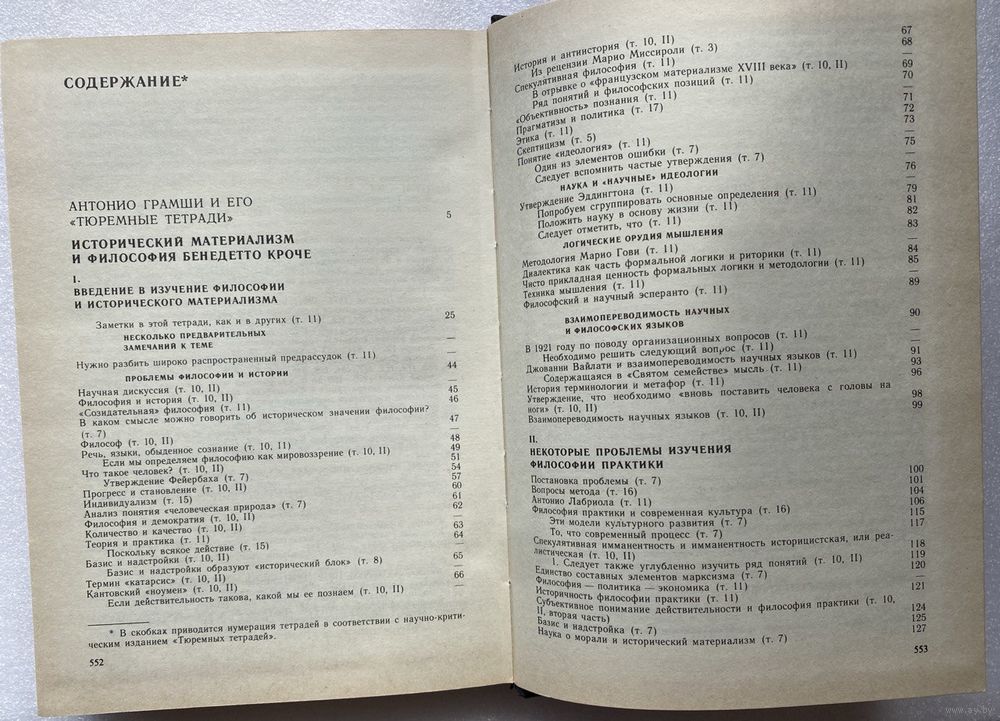 СОДЕРЖАНИЕ*
АНТОНИО ГРАМШИ И ЕГО
«ТЮРЕМНЫЕ ТЕТРАДИ» 5
ИСТОРИЧЕСКИЙ МАТЕРИАЛИЗМ
И ФИЛОСОФИЯ БЕНЕДЕТТО КРОЧЕ
I.
ВВЕДЕНИЕ В ИЗУЧЕНИЕ ФИЛОСОФИИ
И ИСТОРИЧЕСКОГО МАТЕРИАЛИЗМА
Заметки в этой тетради, как и в других (т. 11) 25
НЕСКОЛЬКО ПРЕДВАРИТЕЛЬНЫХ
ЗАМЕЧАНИЙ К ТЕМЕ
Нужно разбить широко распространенный предрассудок (т. 11) —
ПРОБЛЕМЫ ФИЛОСОФИИ И ИСТОРИИ
Научная дискуссия (т. 10, II) 44
Философия и история (т. 10, II) 45
«Созидательная» философия (т. 11) 46
В каком смысле можно говорить об историческом значении философии?
(т. 7) 47
Философ (т. 10, II) —
Речь, языки, обыденное сознание (т. 10, II) 48
Если мы определяем философию как мировоззрение (т. 10, II) 49
Что такое человек? (т. 10, II) 51
Утверждение Фейербаха (т. 7) 54
Прогресс и становление (т. 10, II) 57
Индивидуализм (т. 15) 60
Анализ понятия «человеческая природа» (т. 7) 61
Философия и демократия (т. 10, II) 62
Количество и качество (т. 10, II) 63
Теория и практика (т. 11) 64
Поскольку всякое действие (т. 15) —
Базис и надстройки (т. 10, II) —
Базис и надстройки образуют «исторический блок» (т. 8) 65
Термин «катарсис» (т. 10, II) —
Кантовский «ноумен» (т. 10, II) 66
Если действительность такова, какой мы ее познаем (т. 10, II) —
* В скобках приводится нумерация тетрадей в соответствии с научно-крити-
ческим изданием «Тюремных тетрадей».
552
История и антиистория (т. 10, II) 67
Из рецензии Марио Миссироли (т. 3) 68
Спекулятивная философия (т. 11) —
В отрывке о «французском материализме XVIII века» (т. 10, II) 69
Ряд понятий и философских позиций (т. 11) 70
«Объективность» познания (т. 11) —
Прагматизм и политика (т. 17) 71
Этика (т. 11) 72
Скептицизм (т. 5) 73
Понятие «идеология» (т. 11) —
Один из элементов ошибки (т. 7) 75
Следует вспомнить частые утверждения (т. 7) —
НАУКА И «НАУЧНЫЕ» ИДЕОЛОГИИ
Утверждение Эддингтона (т. 11) 76
Попробуем сгруппировать основные определения (т. 11) 79
Положить науку в основу жизни (т. 11) 81
Следует отметить, что (т. 11) 82
ЛОГИЧЕСКИЕ ОРУДИЯ МЫШЛЕНИЯ
Методология Марио Гови (т. 11) 83
Диалектика как часть формальной логики и риторики (т. 11) —
Чисто прикладная ценность формальных логики и методологии (т. 11) 84
Техника мышления (т. 11) 85
Философский и научный эсперанто (т. 11) 89
ВЗАИМОПЕРЕВОДИМОСТЬ НАУЧНЫХ
И ФИЛОСОФСКИХ ЯЗЫКОВ
В 1921 году по поводу организационных вопросов (т. 11) 90
Необходимо решить следующий вопрос (т. 11) —
Джованни Вайлати и взаимопереводимость научных языков (т. 11) —
Содержащаяся в «Святом семействе» мысль (т. 11) 91
История терминологии и метафор (т. 11) 93
Утверждение, что необходимо «вновь поставить человека с головы на
ноги» (т. 10, II) 98
Взаимопереводимость научных языков (т. 10, II) 99
II.
НЕКОТОРЫЕ ПРОБЛЕМЫ ИЗУЧЕНИЯ
ФИЛОСОФИИ ПРАКТИКИ
Постановка проблемы (т. 7) 100
Вопросы метода (т. 16) 101
Антонио Лабриола (т. 11) 104
Философия практики и современная культура (т. 16) 106
Эти модели культурного развития (т. 7) 115
То, что современный процесс (т. 7) 117
Спекулятивная имманентность и имманентность историцистская, или реа-
листическая (т. 10, II) 118
1. Следует также углубленно изучить ряд понятий (т. 10, II) 119
Единство составных элементов марксизма (т. 7) 120
Философия — политика — экономика (т. 11) —
Историчность философии практики (т. 11) 121
Субъективное понимание действительности и философия практики (т. 10,
II, вторая часть) 124
Базис и надстройка (т. 7) 125
Наука о морали и исторический материализм (т. 7) 127
553
www.ay.by